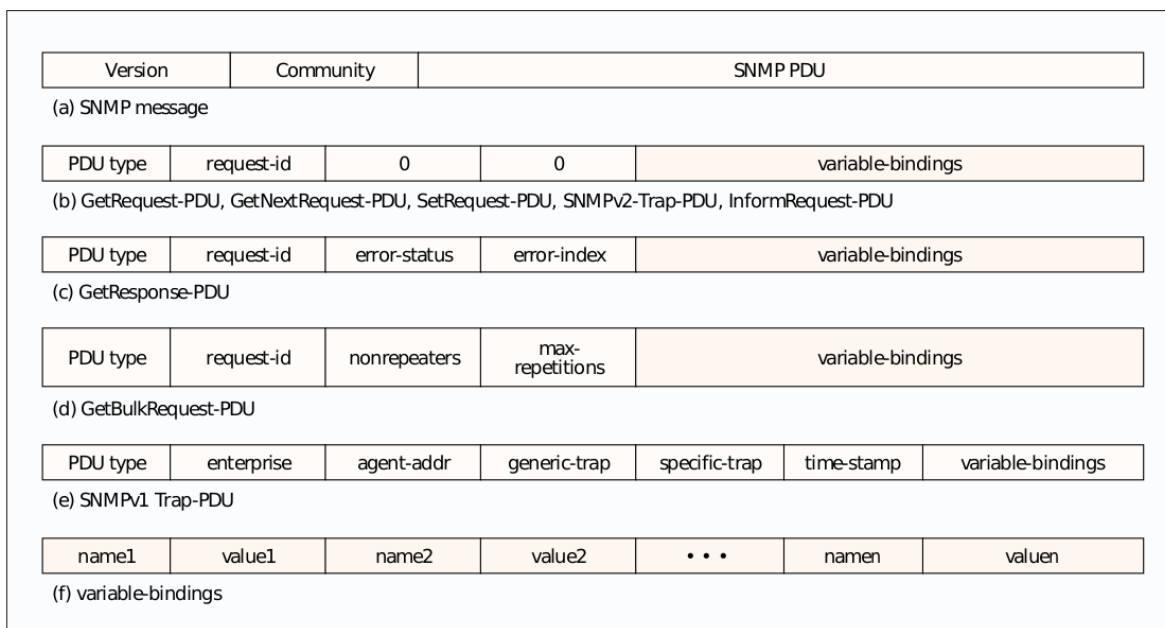 Version Community SNMP PDU
(a) SNMP message
PDU type request-id 0 0 variable-bindings
(b) GetRequest-PDU, GetNextRequest-PDU, SetRequest-PDU, SNMPv2-Trap-PDU, InformRequest-PDU
PDU type request-id error-status error-index variable-bindings
(c) GetResponse-PDU
PDU type request-id nonrepeaters max-
repetitions variable-bindings
(d) GetBulkRequest-PDU
PDU type enterprise agent-addr generic-trap specific-trap time-stamp variable-bindings
(e) SNMPv1 Trap-PDU
name1 value1 name2 value2 • • • namen valuen
(f) variable-bindings